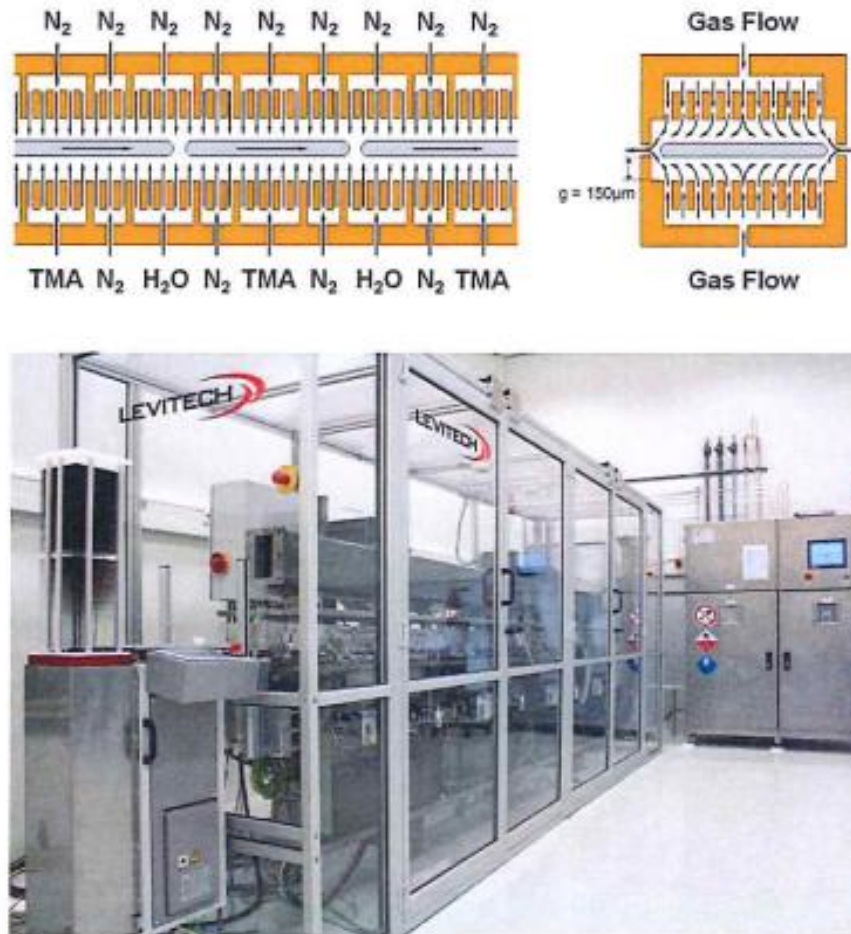 N₂ N₂ N₂ N₂ N₂ N₂ N₂ N₂ N₂
TMA N₂ H₂O N₂ TMA N₂ H₂O N₂ TMA
Gas Flow
g = 150μm
Gas Flow
LEVITECH
LEVITECH